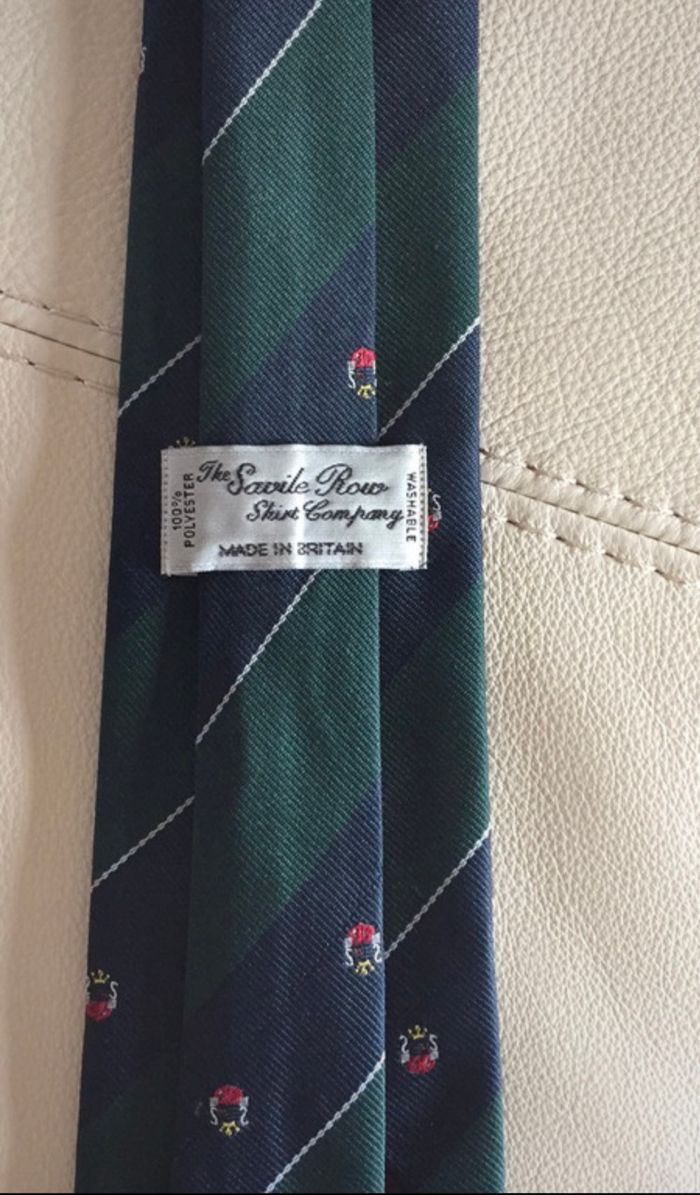 The Savile Row
Shirt Company
MADE IN BRITAIN
100%
POLYESTER
WASHABLE